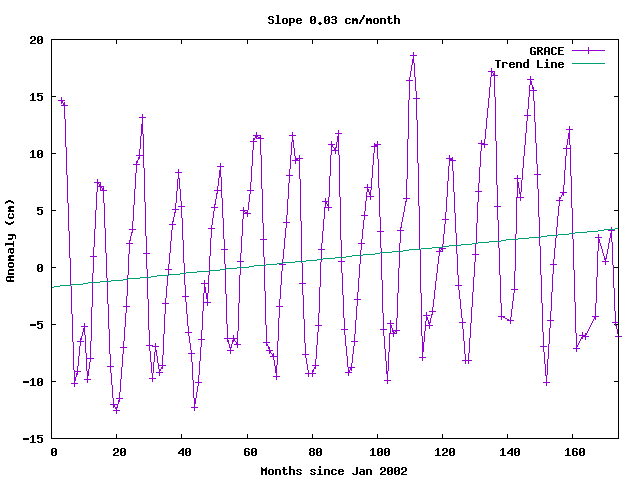 Slope 0.03 cm/month
GRACE
Trend Line
Anomaly (cm)
20
15
10
5
0
-5
-10
-15
0 20 40 60 80 100 120 140 160
Months since Jan 2002